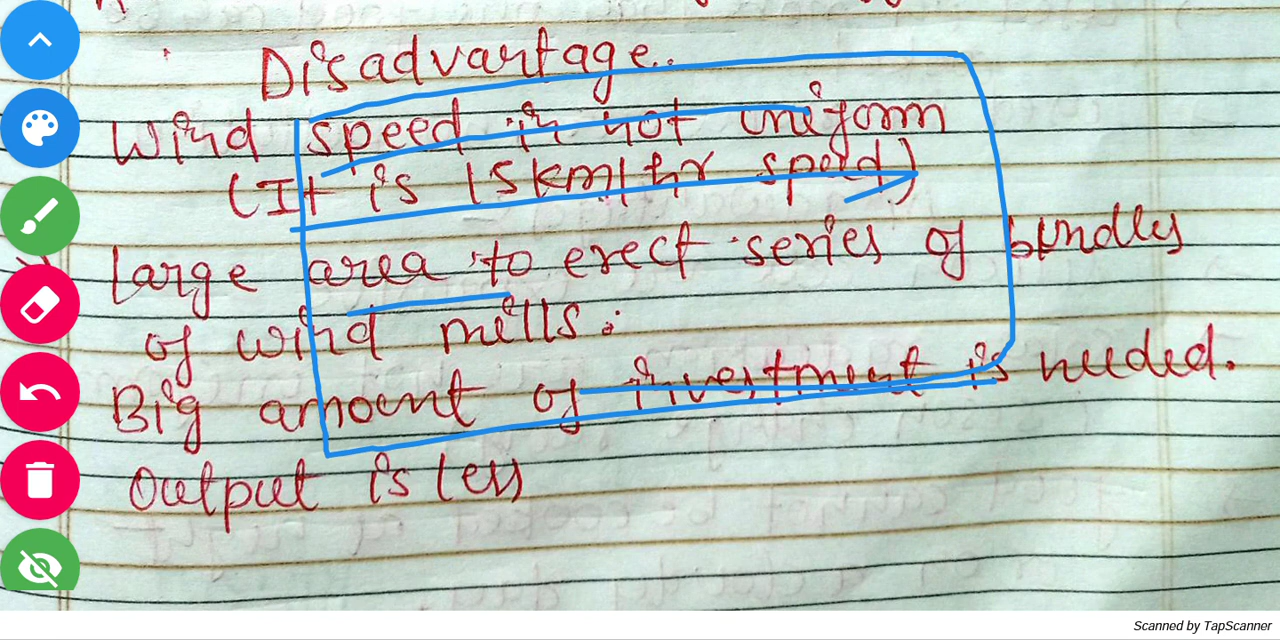 Disadvantage..
Wind speed is not uniform
(It is 15km/hr speed)
Large area to erect series of bundles
of wind mills.
Big amount of investment is needed.
Output is less
Scanned by TapScanner